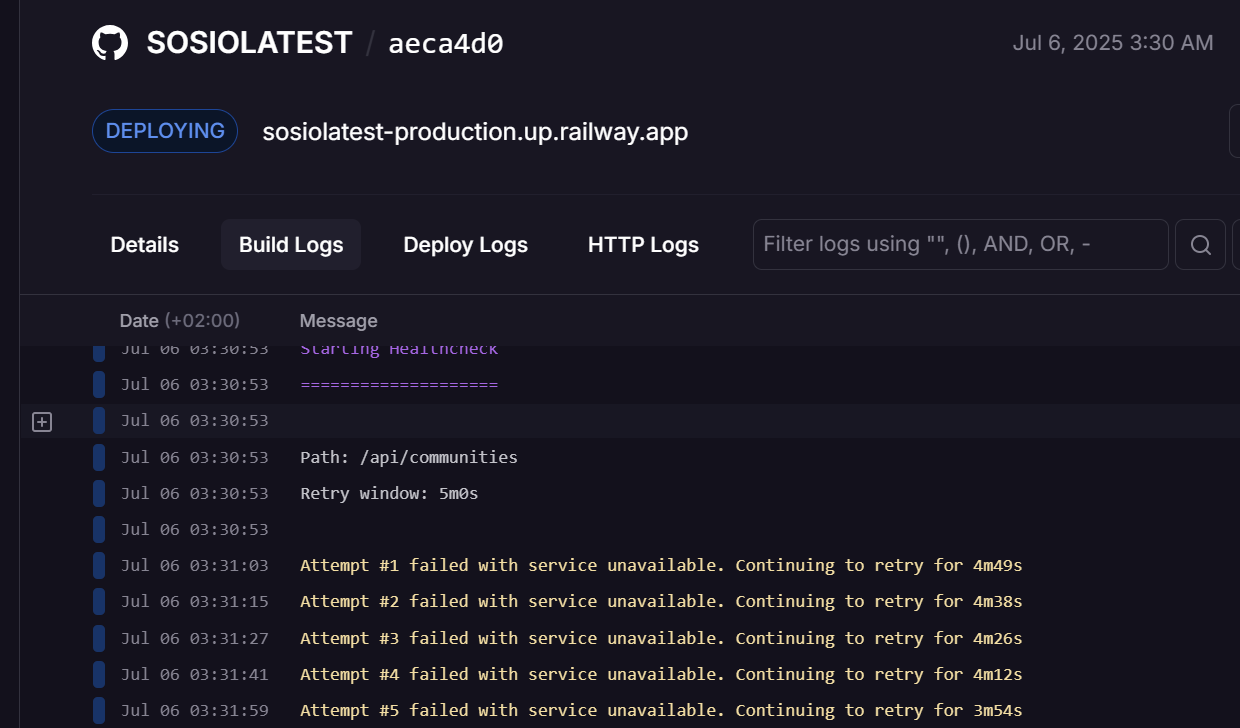 SOSIOLATEST / aeca4d0
Jul 6, 2025 3:30 AM
DEPLOYING
sosiolatest-production.up.railway.app
Details
Build Logs
Deploy Logs
HTTP Logs
Filter logs using "", (), AND, OR, -
Date (+02:00) Message
Jul 06 03:30:53 Starting Healthcheck
Jul 06 03:30:53 ====================
Jul 06 03:30:53
Jul 06 03:30:53 Path: /api/communities
Jul 06 03:30:53 Retry window: 5m0s
Jul 06 03:30:53
Jul 06 03:31:03 Attempt #1 failed with service unavailable. Continuing to retry for 4m49s
Jul 06 03:31:15 Attempt #2 failed with service unavailable. Continuing to retry for 4m38s
Jul 06 03:31:27 Attempt #3 failed with service unavailable. Continuing to retry for 4m26s
Jul 06 03:31:41 Attempt #4 failed with service unavailable. Continuing to retry for 4m12s
Jul 06 03:31:59 Attempt #5 failed with service unavailable. Continuing to retry for 3m54s